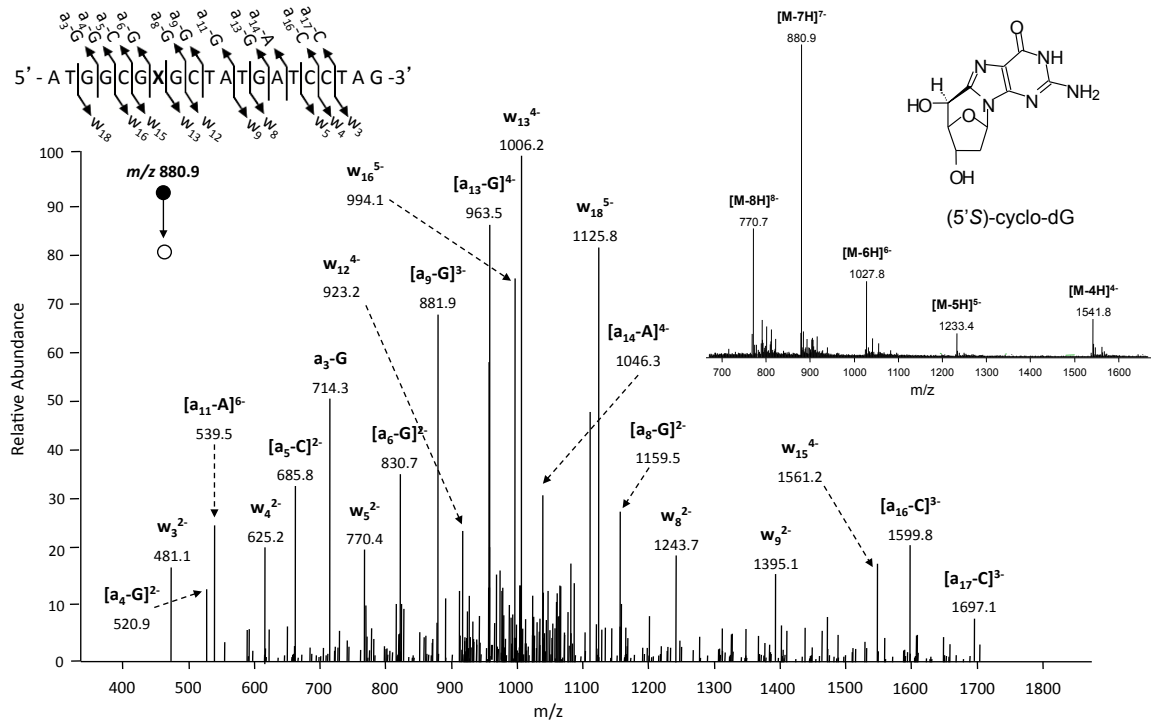 a3-G a4-G a5-C a6-G a8-G a9-G a11-G a13-G a14-A a16-C a17-C
5' - A T G G C G X G C T A T G A T C C T A G -3'
w18 w16 w15 w13 w12 w9 w8 w5 w4 w3
m/z 880.9
Relative Abundance
100
90
80
70
60
50
40
30
20
10
0
[a4-G]2-
520.9
w3 2-
481.1
[a11-A]6-
539.5
w4 2-
625.2
[a5-C]2-
685.8
a3-G
714.3
w5 2-
770.4
[a6-G]2-
830.7
w12 4-
923.2
[a9-G]3-
881.9
w16 5-
994.1
[a13-G]4-
963.5
w13 4-
1006.2
w18 5-
1125.8
[a14-A]4-
1046.3
[a8-G]2-
1159.5
w8 2-
1243.7
w9 2-
1395.1
w15 4-
1561.2
[a16-C]3-
1599.8
[a17-C]3-
1697.1
400 500 600 700 800 900 1000 1100 1200 1300 1400 1500 1600 1700 1800
m/z
[M-7H]7-
880.9
[M-8H]8-
770.7
[M-6H]6-
1027.8
[M-5H]5-
1233.4
[M-4H]4-
1541.8
700 800 900 1000 1100 1200 1300 1400 1500 1600
m/z
O
N
NH
H
HO
N
N
NH2
O
OH
(5'S)-cyclo-dG